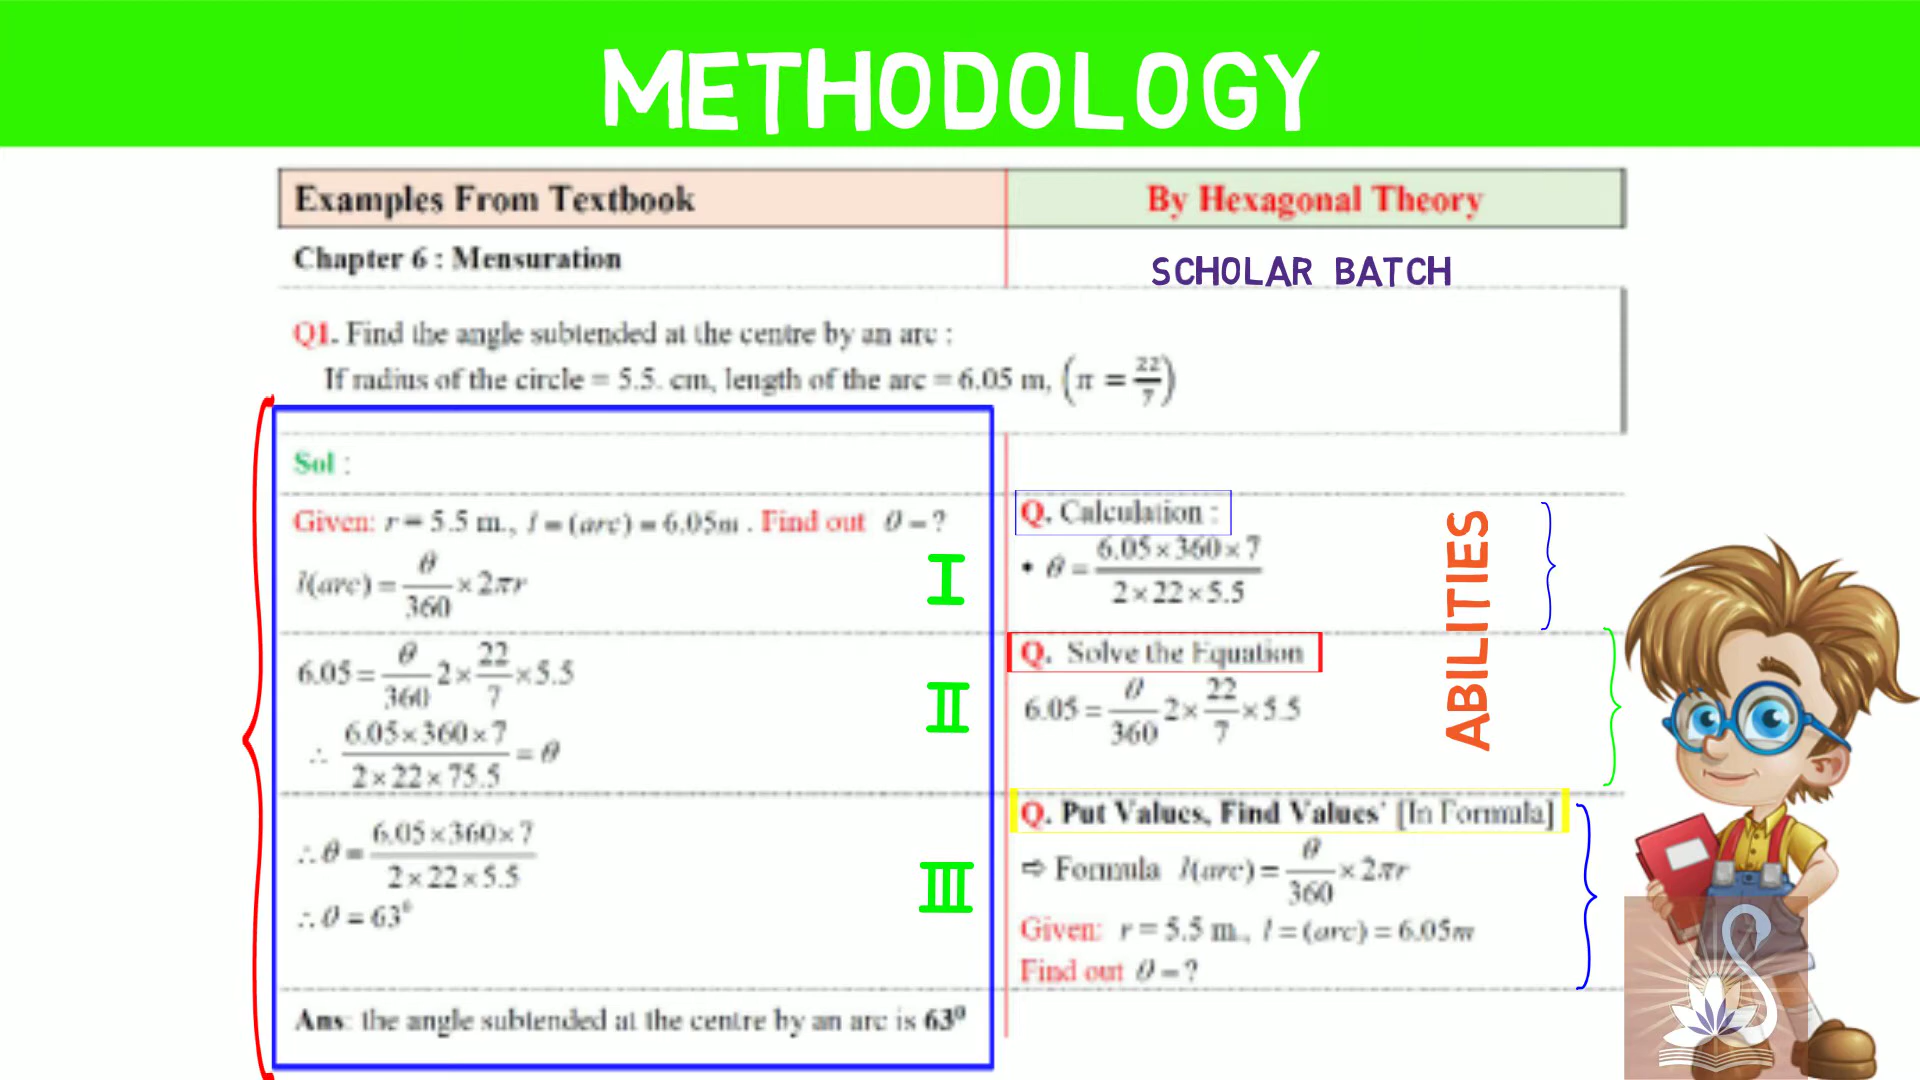 METHODOLOGY
Examples From Textbook
By Hexagonal Theory
Chapter 6 : Mensuration
SCHOLAR BATCH
Q1. Find the angle subtended at the centre by an arc :
If radius of the circle = 5.5. cm, length of the arc = 6.05 m, (π = 22/7)
Sol :
Given: r = 5.5 m., l = (arc) = 6.05m . Find out θ = ?
l(arc) = θ/360 × 2πr
I
6.05 = θ/360 2 × 22/7 × 5.5
∴ 6.05×360×7 / 2×22×75.5 = θ
II
∴ θ = 6.05×360×7 / 2×22×5.5
∴ θ = 63⁰
III
Ans: the angle subtended at the centre by an arc is 63⁰
Q. Calculation :
• θ = 6.05×360×7 / 2×22×5.5
Q. Solve the Equation
6.05 = θ/360 2 × 22/7 × 5.5
ABILITIES
Q. Put Values, Find Values' [In Formula]
⇨ Formula l(arc) = θ/360 × 2πr
Given: r = 5.5 m., l = (arc) = 6.05m
Find out θ = ?